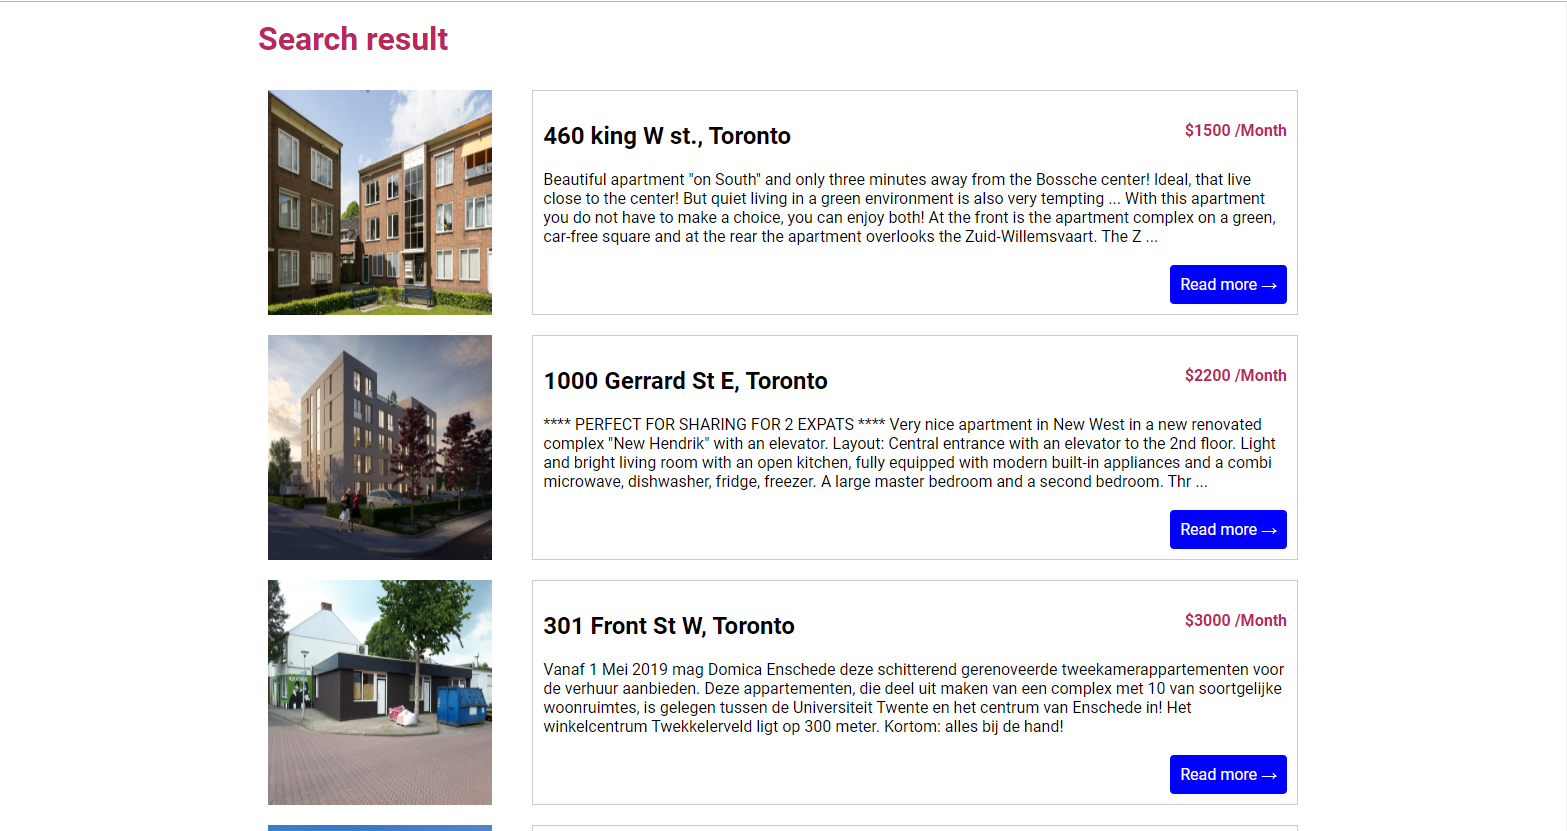 Search result
460 king W st., Toronto
$1500 /Month
Beautiful apartment "on South" and only three minutes away from the Bossche center! Ideal, that live
close to the center! But quiet living in a green environment is also very tempting ... With this apartment
you do not have to make a choice, you can enjoy both! At the front is the apartment complex on a green,
car-free square and at the rear the apartment overlooks the Zuid-Willemsvaart. The Z ...
Read more →
1000 Gerrard St E, Toronto
$2200 /Month
**** PERFECT FOR SHARING FOR 2 EXPATS **** Very nice apartment in New West in a new renovated
complex "New Hendrik" with an elevator. Layout: Central entrance with an elevator to the 2nd floor. Light
and bright living room with an open kitchen, fully equipped with modern built-in appliances and a combi
microwave, dishwasher, fridge, freezer. A large master bedroom and a second bedroom. Thr ...
Read more →
301 Front St W, Toronto
$3000 /Month
Vanaf 1 Mei 2019 mag Domica Enschede deze schitterend gerenoveerde tweekamerappartementen voor
de verhuur aanbieden. Deze appartementen, die deel uit maken van een complex met 10 van soortgelijke
woonruimtes, is gelegen tussen de Universiteit Twente en het centrum van Enschede in! Het
winkelcentrum Twekkelerveld ligt op 300 meter. Kortom: alles bij de hand!
Read more →